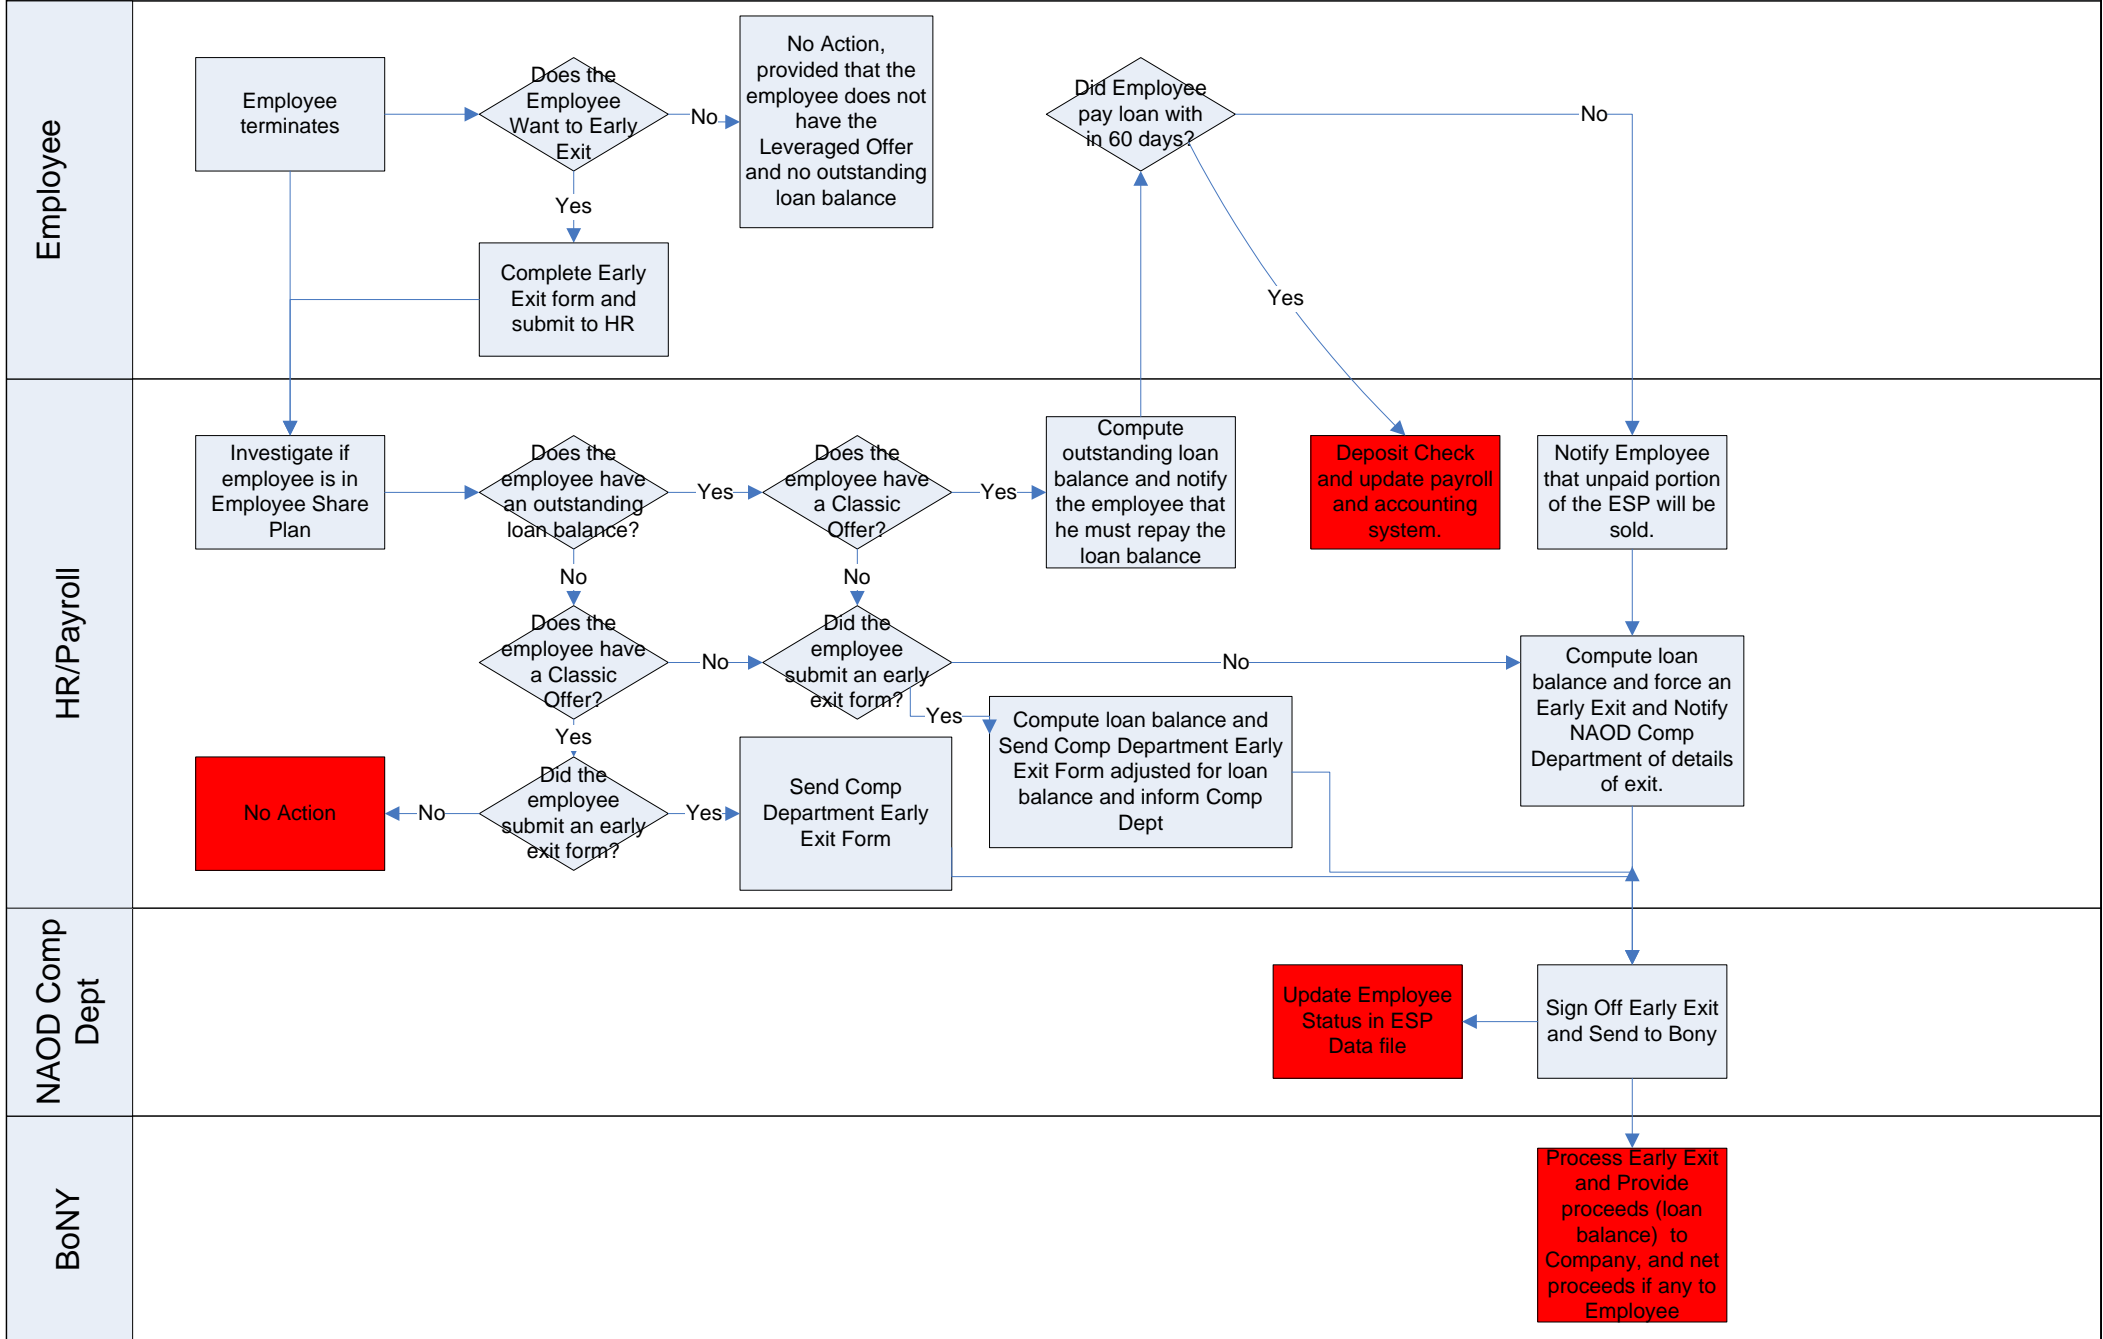 Employee
Employee
terminates
Does the
Employee
Want to Early
Exit
No
No Action,
provided that the
employee does not
have the
Leveraged Offer
and no outstanding
loan balance
Yes
Complete Early
Exit form and
submit to HR
Did Employee
pay loan with
in 60 days?
No
Yes
HR/Payroll
Investigate if
employee is in
Employee Share
Plan
Does the
employee have
an outstanding
loan balance?
Yes
Does the
employee have
a Classic
Offer?
Yes
Compute
outstanding loan
balance and notify
the employee that
he must repay the
loan balance
Deposit Check
and update payroll
and accounting
system.
Notify Employee
that unpaid portion
of the ESP will be
sold.
No
No
Does the
employee have
a Classic
Offer?
No
Did the
employee
submit an early
exit form?
No
Compute loan
balance and force an
Early Exit and Notify
NAOD Comp
Department of details
of exit.
Yes
Yes
Compute loan balance and
Send Comp Department Early
Exit Form adjusted for loan
balance and inform Comp
Dept
No Action
No
Did the
employee
submit an early
exit form?
Yes
Send Comp
Department Early
Exit Form
NAOD Comp
Dept
Update Employee
Status in ESP
Data file
Sign Off Early Exit
and Send to Bony
BoNY
Process Early Exit
and Provide
proceeds (loan
balance)  to
Company, and net
proceeds if any to
Employee